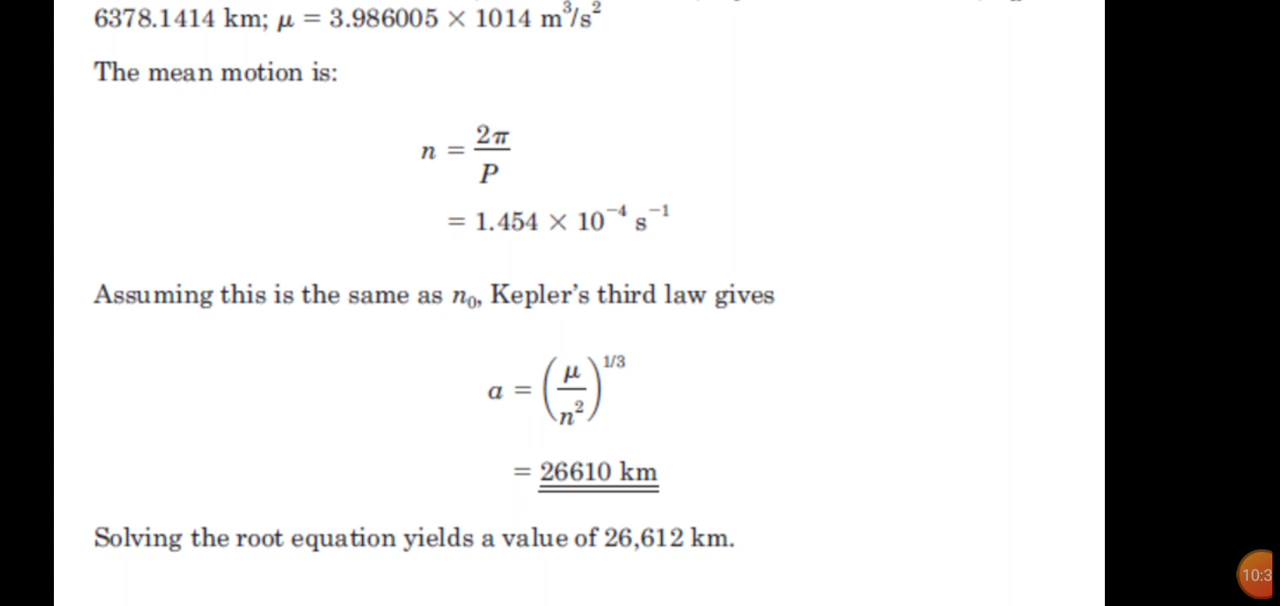 6378.1414 km; μ = 3.986005 × 1014 m³/s²
The mean motion is:
n = 2π/P
= 1.454 × 10⁻⁴ s⁻¹
Assuming this is the same as n₀, Kepler’s third law gives
a = (μ/n²)^1/3
= 26610 km
Solving the root equation yields a value of 26,612 km.
10:3